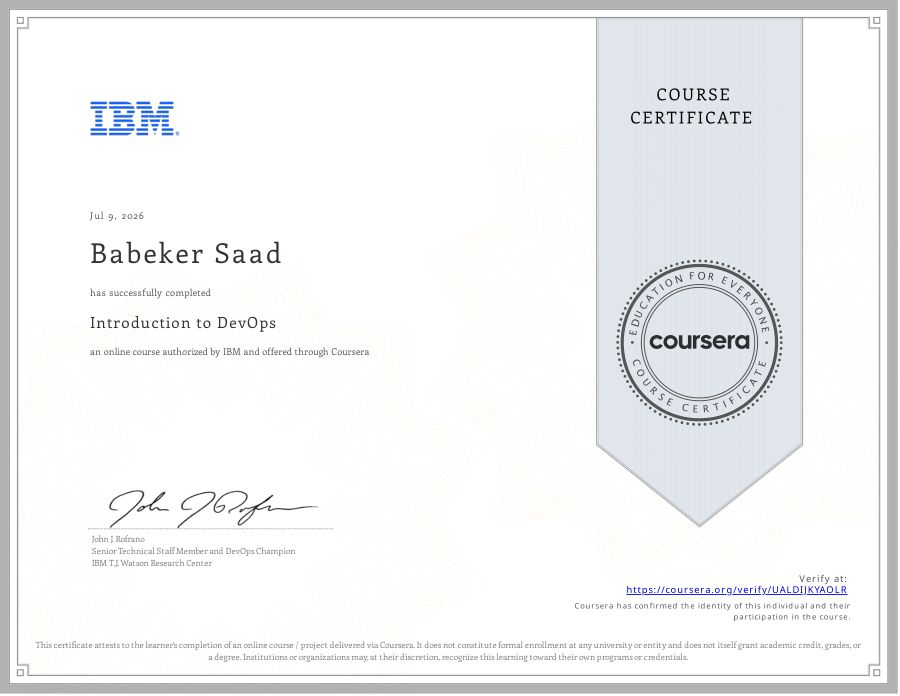 COURSE
CERTIFICATE
IBM®
Jul 9, 2026
Babeker Saad
has successfully completed
Introduction to DevOps
an online course authorized by IBM and offered through Coursera
EDUCATION FOR EVERYONE
coursera
COURSE CERTIFICATE
John J Rofrano
John J. Rofrano
Senior Technical Staff Member and DevOps Champion
IBM T.J. Watson Research Center
Verify at:
https://coursera.org/verify/UALDIJKYAOLR
Coursera has confirmed the identity of this individual and their
participation in the course.
This certificate attests to the learner's completion of an online course / project delivered via Coursera. It does not constitute formal enrollment at any university or entity and does not itself grant academic credit, grades, or
a degree. Institutions or organizations may, at their discretion, recognize this learning toward their own programs or credentials.